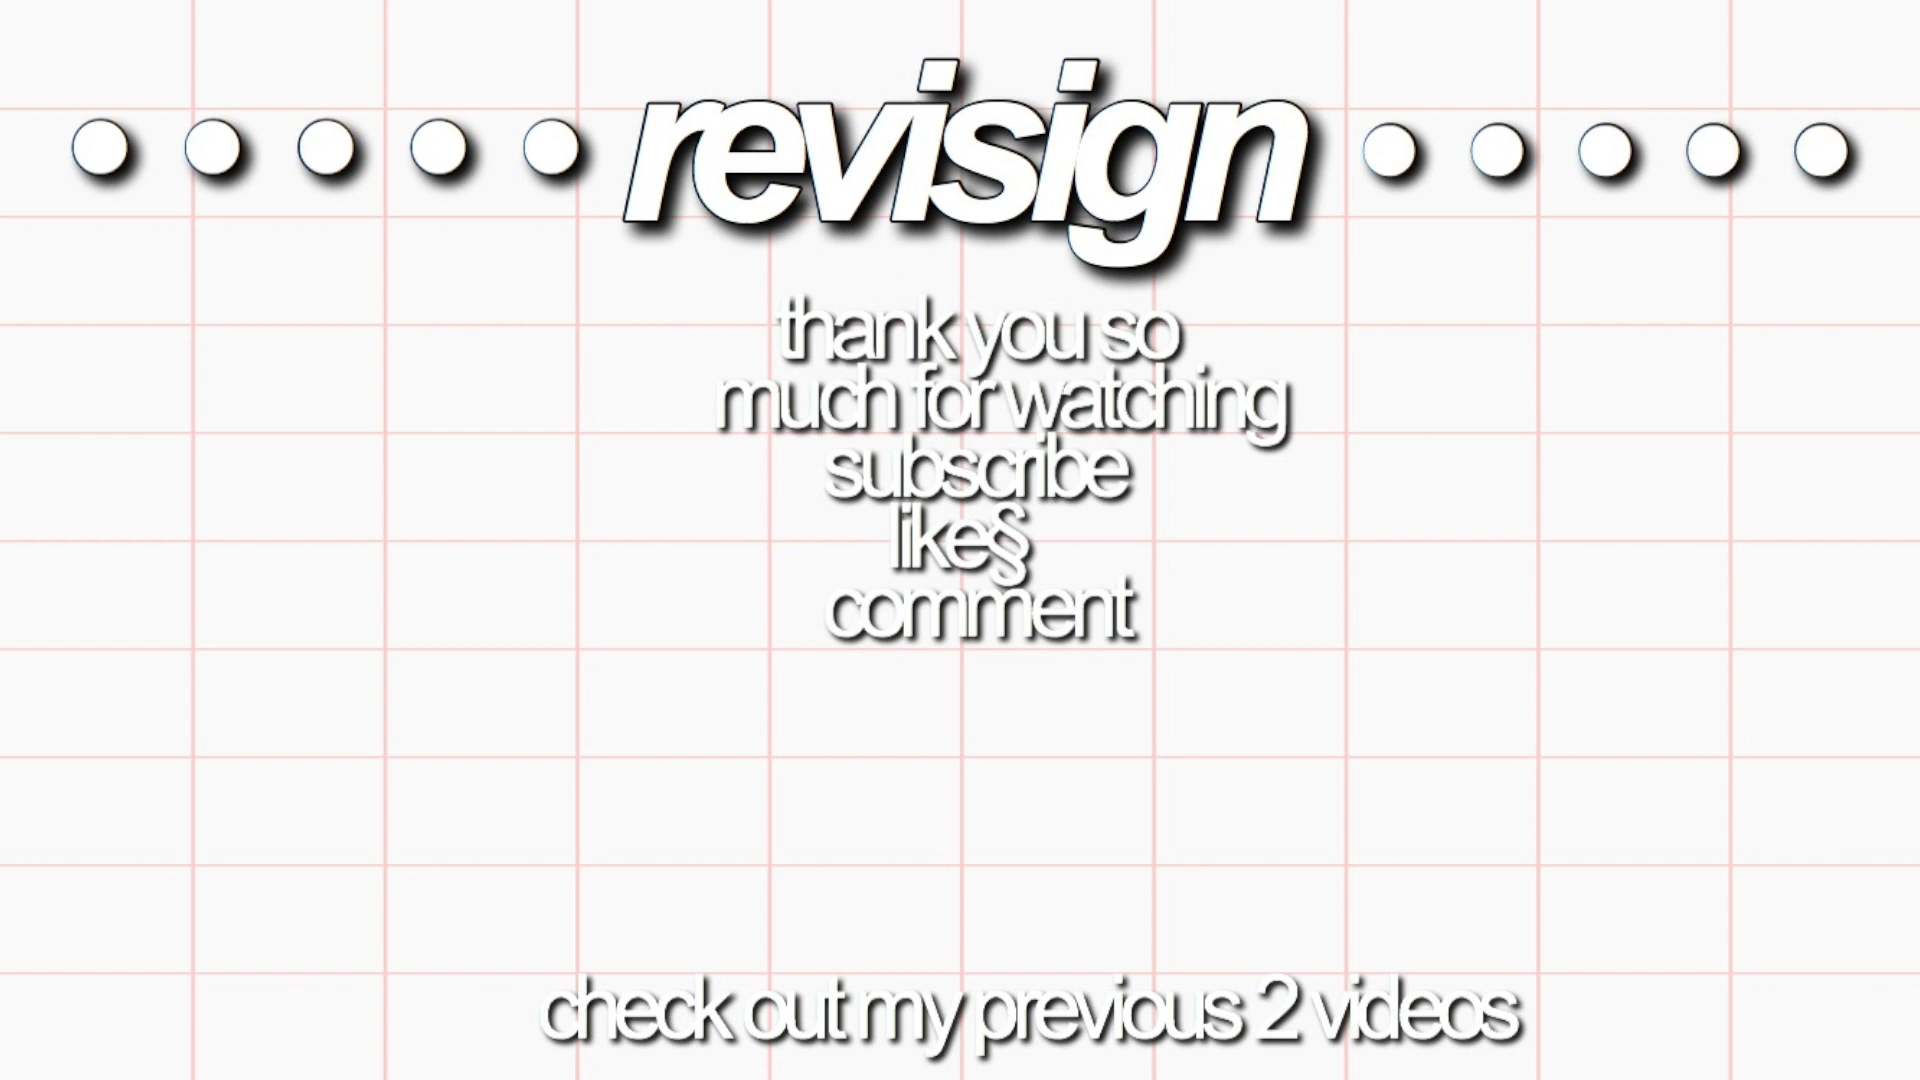 revisign
thank you so
much for watching
subscribe
like§
comment
check out my previous 2 videos